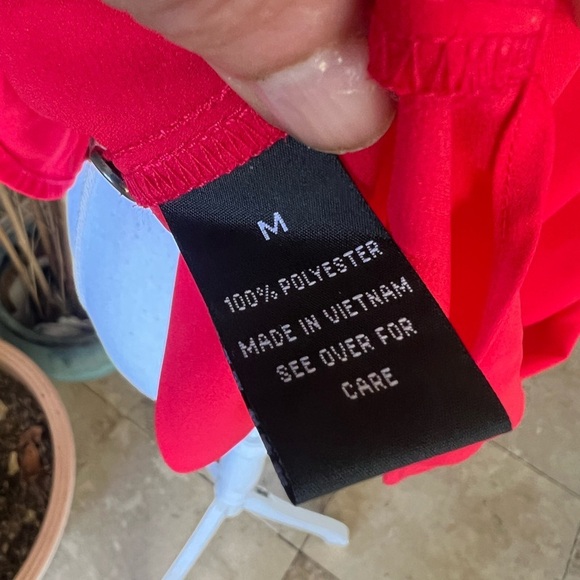 M
100% POLYESTER
MADE IN VIETNAM
SEE OVER FOR
CARE